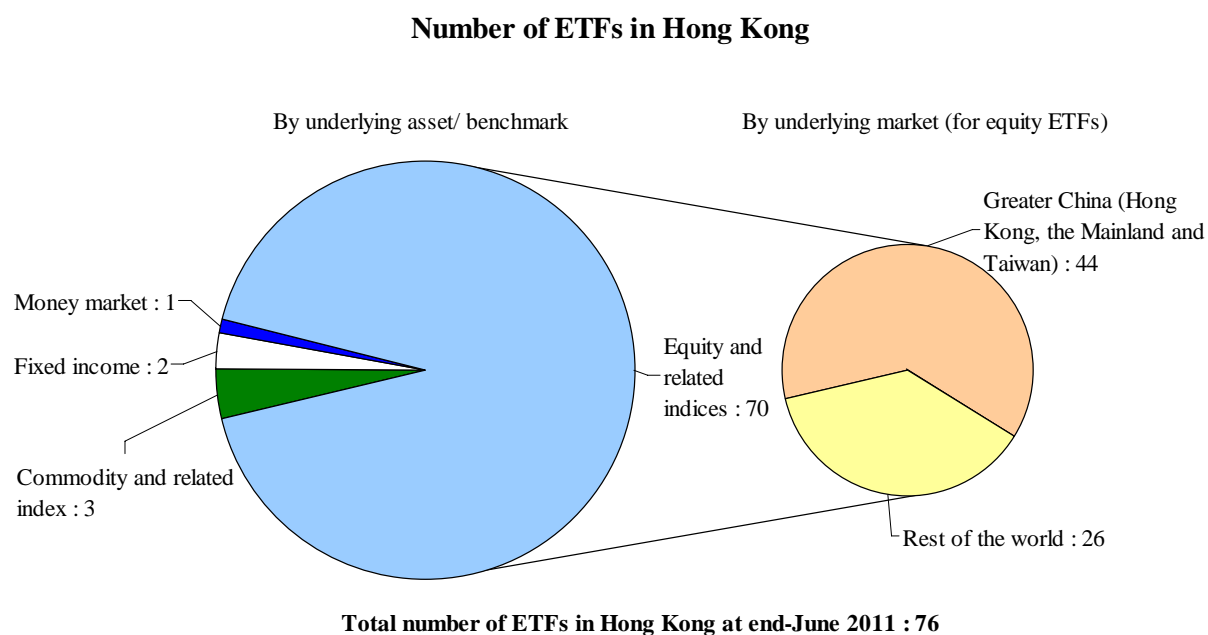 Number of ETFs in Hong Kong
By underlying asset/ benchmark
By underlying market (for equity ETFs)
Greater China (Hong
Kong, the Mainland and
Taiwan) : 44
Money market : 1
Fixed income : 2
Equity and
related
indices : 70
Commodity and related
index : 3
Rest of the world : 26
Total number of ETFs in Hong Kong at end-June 2011 : 76